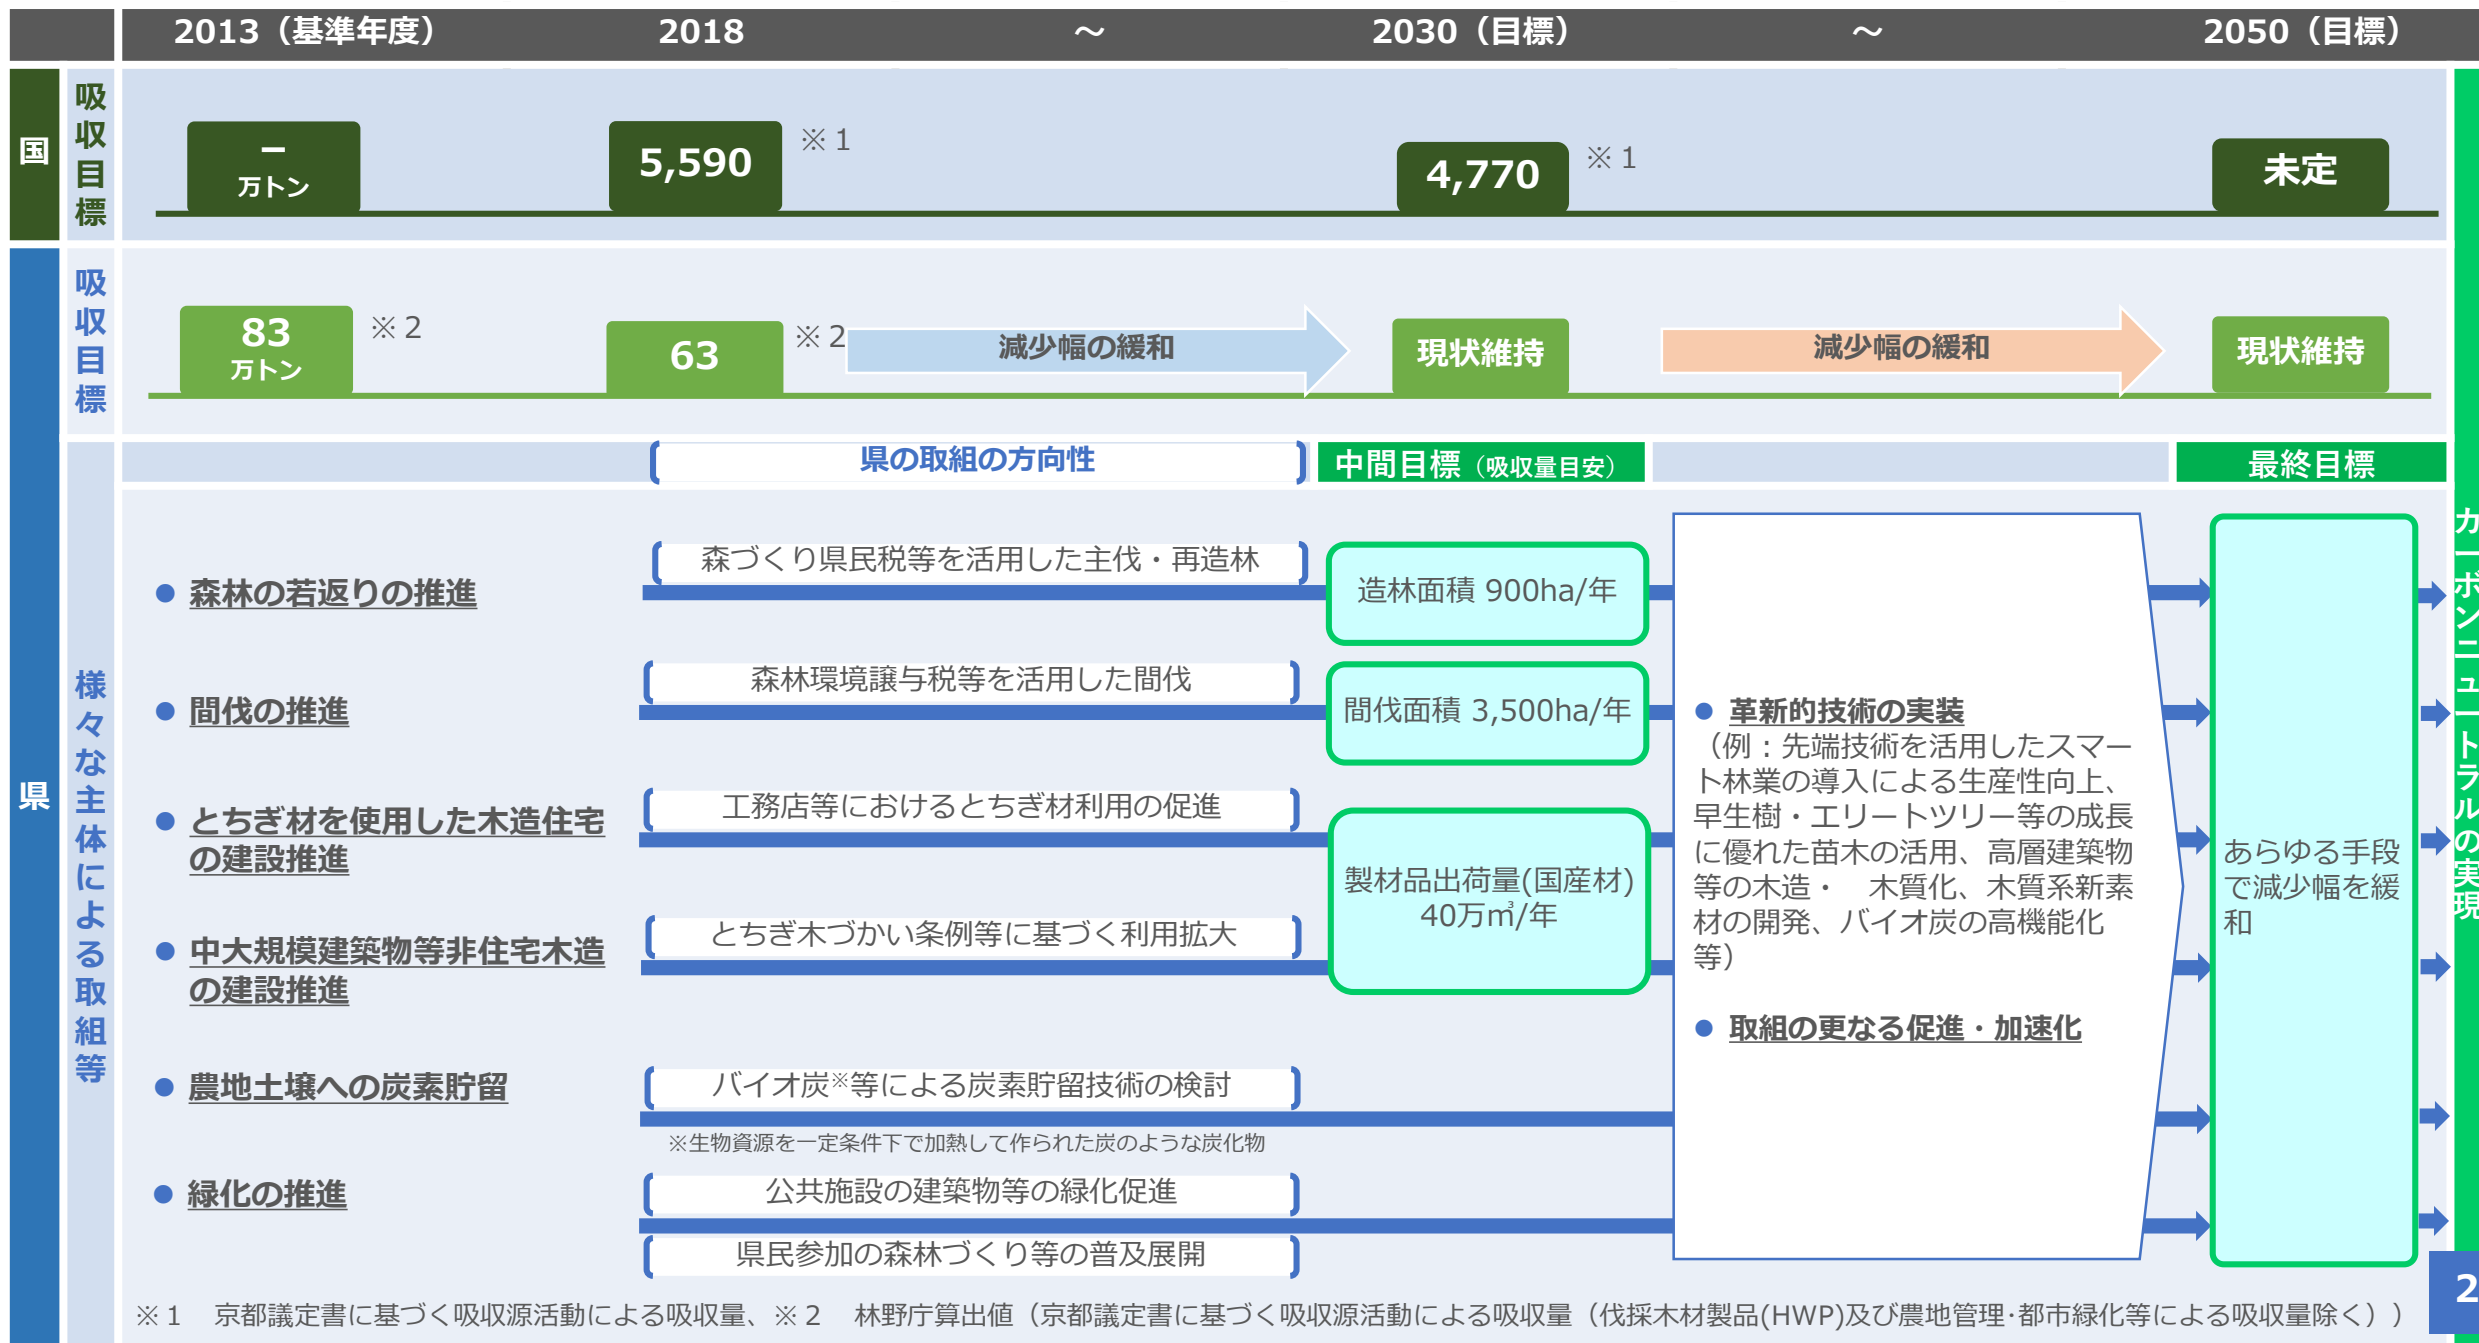 2013（基準年度）
2018
～
2030（目標）
～
2050（目標）
国
吸収目標
－
万トン
5,590
※１
4,770
※１
未定
県
吸収目標
83
万トン
※２
63
※２
減少幅の緩和
現状維持
減少幅の緩和
現状維持
様々な主体による取組等
県の取組の方向性
中間目標（吸収量目安）
最終目標
● 森林の若返りの推進
森づくり県民税等を活用した主伐・再造林
造林面積 900ha/年
● 間伐の推進
森林環境譲与税等を活用した間伐
間伐面積 3,500ha/年
● とちぎ材を使用した木造住宅
の建設推進
工務店等におけるとちぎ材利用の促進
● 中大規模建築物等非住宅木造
の建設推進
とちぎ木づかい条例等に基づく利用拡大
製材品出荷量(国産材)
40万㎥/年
● 農地土壌への炭素貯留
バイオ炭※等による炭素貯留技術の検討
※生物資源を一定条件下で加熱して作られた炭のような炭化物
● 緑化の推進
公共施設の建築物等の緑化促進
県民参加の森林づくり等の普及展開
● 革新的技術の実装
（例：先端技術を活用したスマー
ト林業の導入による生産性向上、
早生樹・エリートツリー等の成長
に優れた苗木の活用、高層建築物
等の木造・　木質化、木質系新素
材の開発、バイオ炭の高機能化
等）
● 取組の更なる促進・加速化
あらゆる手段
で減少幅を緩
和
カーボンニュートラルの実現
※１　京都議定書に基づく吸収源活動による吸収量、※２　林野庁算出値（京都議定書に基づく吸収源活動による吸収量（伐採木材製品(HWP)及び農地管理･都市緑化等による吸収量除く））
2